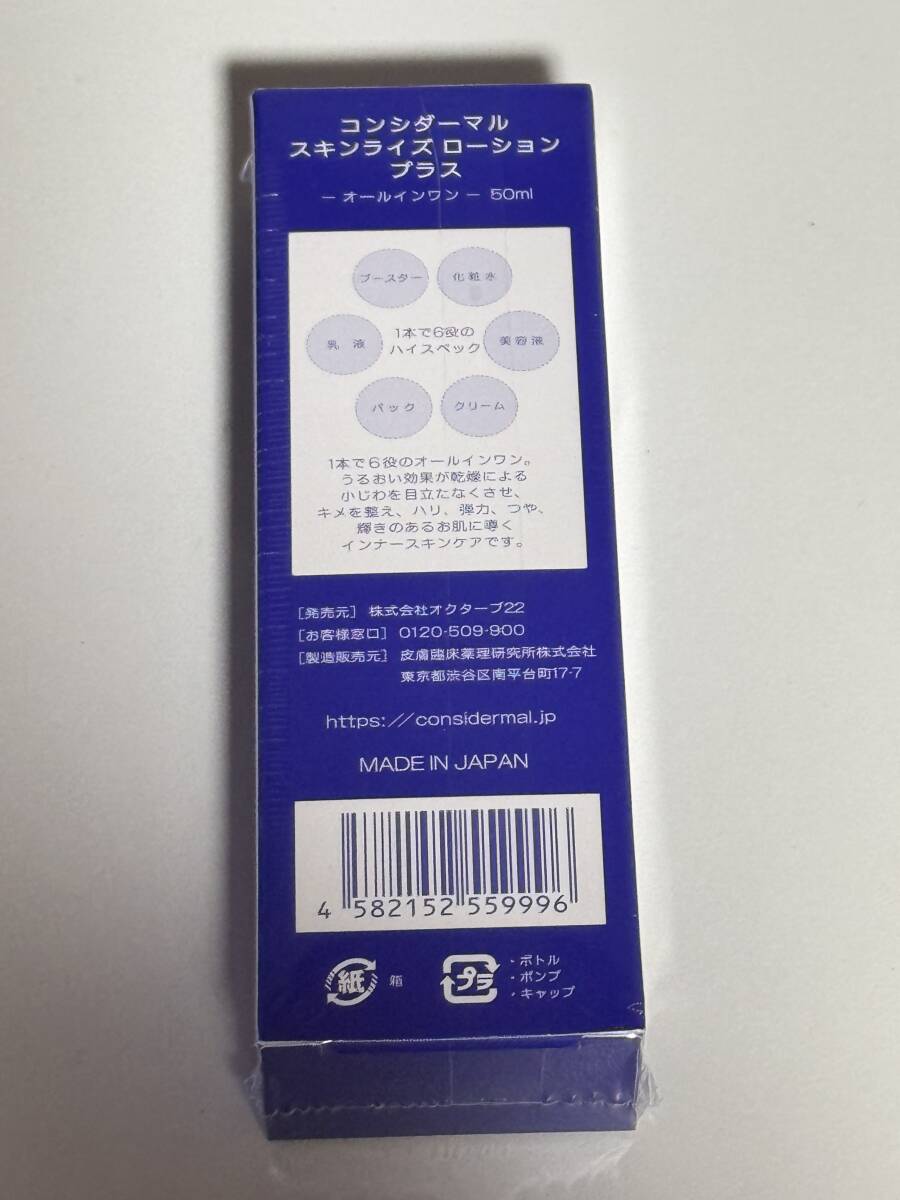 コンシダーマル
スキンライズ ローション
プラス
− オールインワン − 50ml
ブースター
化粧水
乳液
1本で6役の
ハイスペック
美容液
パック
クリーム
1本で6役のオールインワン。
うるおい効果が乾燥による
小じわを目立たなくさせ、
キメを整え、ハリ、弾力、つや、
輝きのあるお肌に導く
インナースキンケアです。
[発売元] 株式会社オクターブ22
[お客様窓口] 0120-509-900
[製造販売元] 皮膚臨床薬理研究所株式会社
東京都渋谷区南平台町17-7
https://considermal.jp
MADE IN JAPAN
4 582152 559996
紙 箱
プラ
・ボトル
・ポンプ
・キャップ